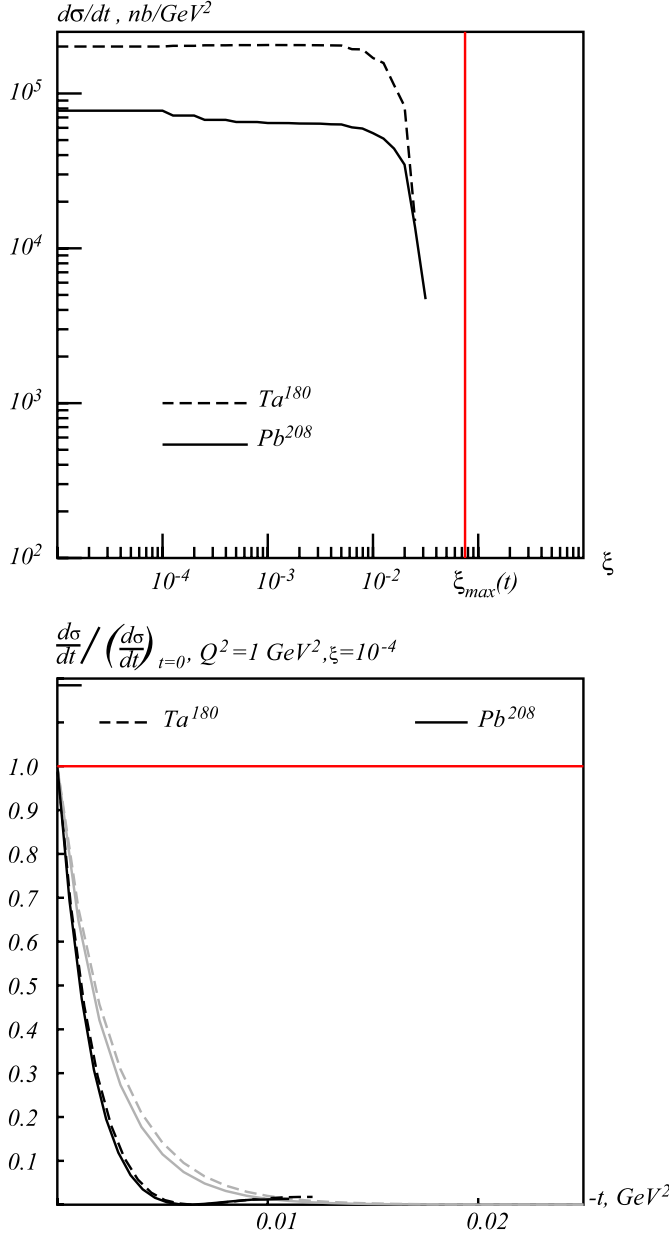 dσ/dt , nb/GeV²
10⁵
10⁴
10³
10²
Ta¹⁸⁰
Pb²⁰⁸
10⁻⁴ 10⁻³ 10⁻² ξmax(t)
ξ
dσ/dt / (dσ/dt) t=0, Q²=1 GeV²,ξ=10⁻⁴
Ta¹⁸⁰ Pb²⁰⁸
1.0
0.9
0.8
0.7
0.6
0.5
0.4
0.3
0.2
0.1
0.01 0.02
-t, GeV²